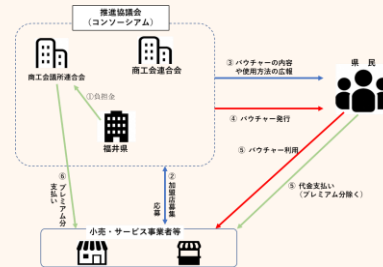 推進協議会
（コンソーシアム）
商工会議所連合会
商工会連合会
①負担金
福井県
③ バウチャーの内容
や使用方法の広報
県 民
④ バウチャー発行
⑤ バウチャー利用
⑤ 代金支払い
（プレミアム分除く）
⑥ プレミアム分
支払い
② 加盟店募集
応募
小売・サービス事業者等